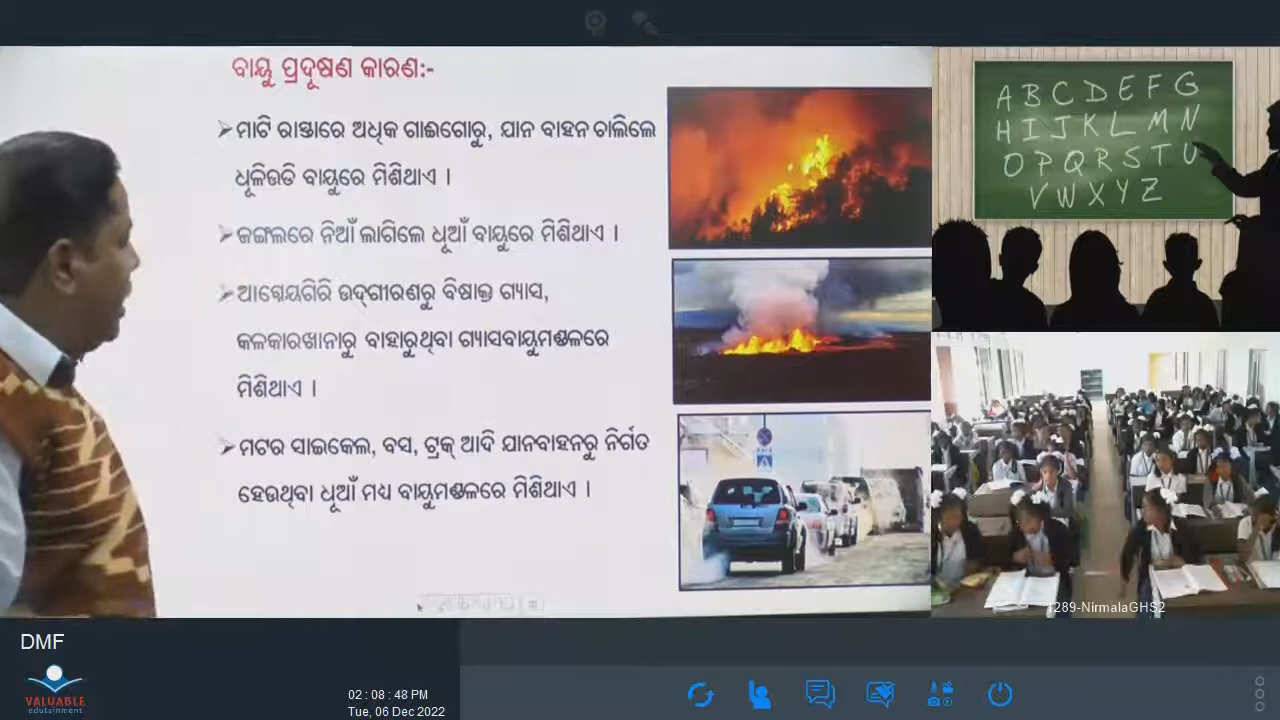 ବାୟୁ ପ୍ରଦୂଷଣ କାରଣ:-
➢ ମାଟି ରାସ୍ତାରେ ଅଧିକ ଗାଈଗୋରୁ, ଯାନ ବାହନ ଚାଲିଲେ
ଧୂଳିଉଡି ବାୟୁରେ ମିଶିଥାଏ ।
➢ ଜଙ୍ଗଲରେ ନିଆଁ ଲାଗିଲେ ଧୂଆଁ ବାୟୁରେ ମିଶିଥାଏ ।
➢ ଆଗ୍ନେୟଗିରି ଉଦ୍‌ଗୀରଣରୁ ବିଷାକ୍ତ ଗ୍ୟାସ,
କଳକାରଖାନାରୁ ବାହାରୁଥିବା ଗ୍ୟାସବାୟୁମଣ୍ଡଳରେ
ମିଶିଥାଏ ।
➢ ମଟର ସାଇକେଲ, ବସ, ଟ୍ରକ୍ ଆଦି ଯାନବାହନରୁ ନିର୍ଗତ
ହେଉଥିବା ଧୂଆଁ ମଧ୍ୟ ବାୟୁମଣ୍ଡଳରେ ମିଶିଥାଏ ।
A B C D E F G
H I J K L M N
O P Q R S T U
V W X Y Z
1289-NirmalaGHS2
DMF
VALUABLE
edutainment
02 : 08 : 48 PM
Tue, 06 Dec 2022